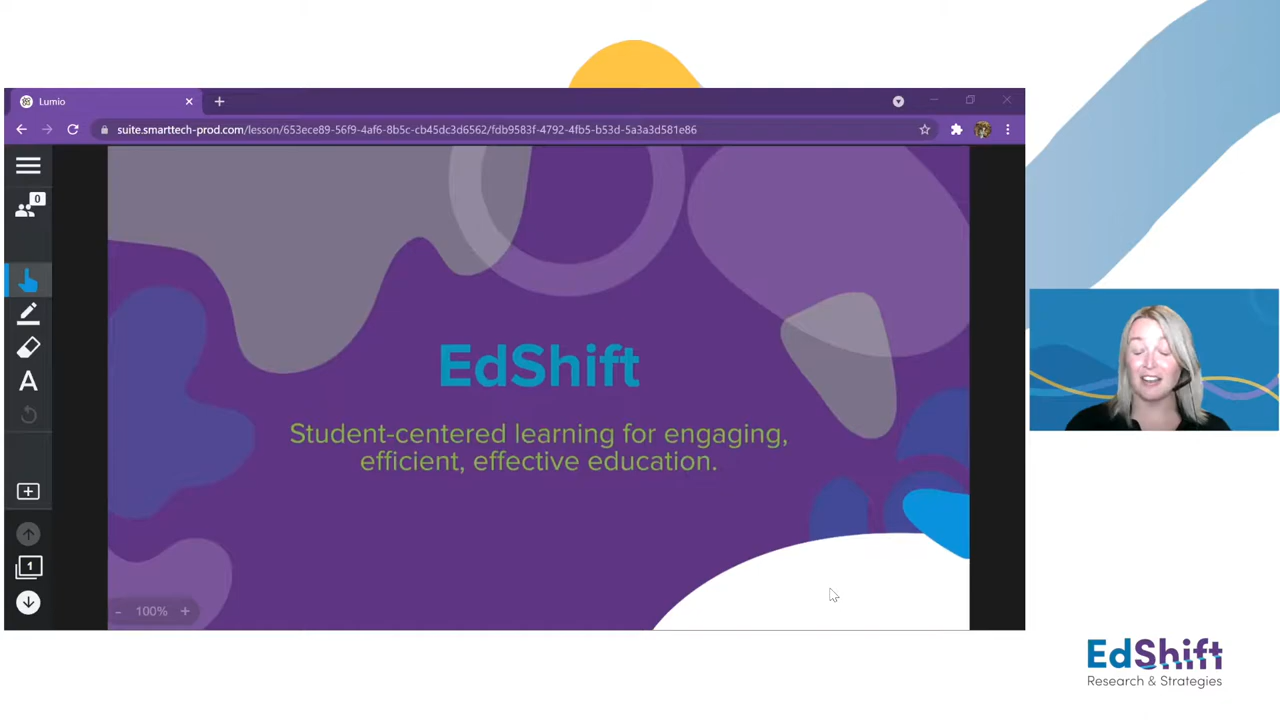 Lumio
suite.smarttech-prod.com/lesson/653ece89-56f9-4af6-8b5c-cb45dc3d6562/fdb9583f-4792-4fb5-b53d-5a3a3d581e86
0
A
1
EdShift
Student-centered learning for engaging,
efficient, effective education.
- 100% +
EdShift
Research & Strategies